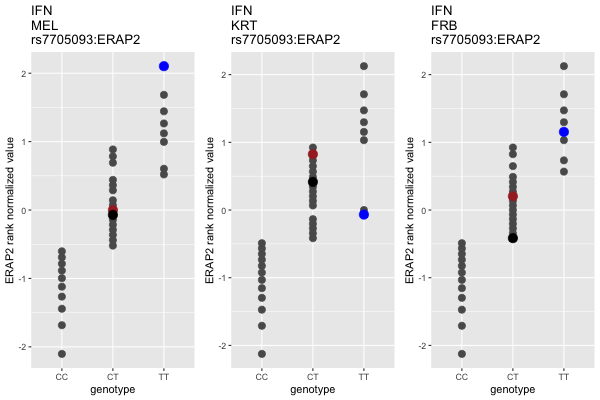 IFN
MEL
rs7705093:ERAP2
ERAP2 rank normalized value
2
1
0
-1
-2
CC
CT
TT
genotype
IFN
KRT
rs7705093:ERAP2
ERAP2 rank normalized value
2
1
0
-1
-2
CC
CT
TT
genotype
IFN
FRB
rs7705093:ERAP2
ERAP2 rank normalized value
2
1
0
-1
-2
CC
CT
TT
genotype